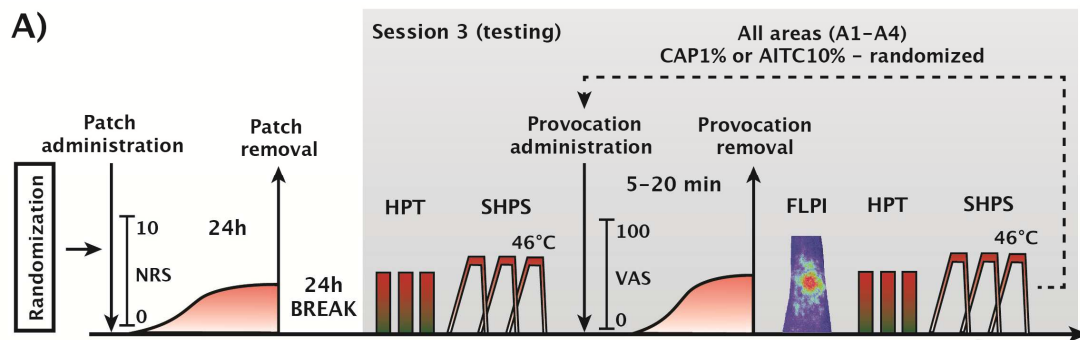 A)
Session 3 (testing)
All areas (A1–A4)
CAP1% or AITC10% – randomized
Patch
administration
Patch
removal
Provocation
administration
Provocation
removal
Randomization
10
NRS
0
24h
24h
BREAK
HPT
SHPS
46°C
5–20 min
100
VAS
0
FLPI
HPT
SHPS
46°C